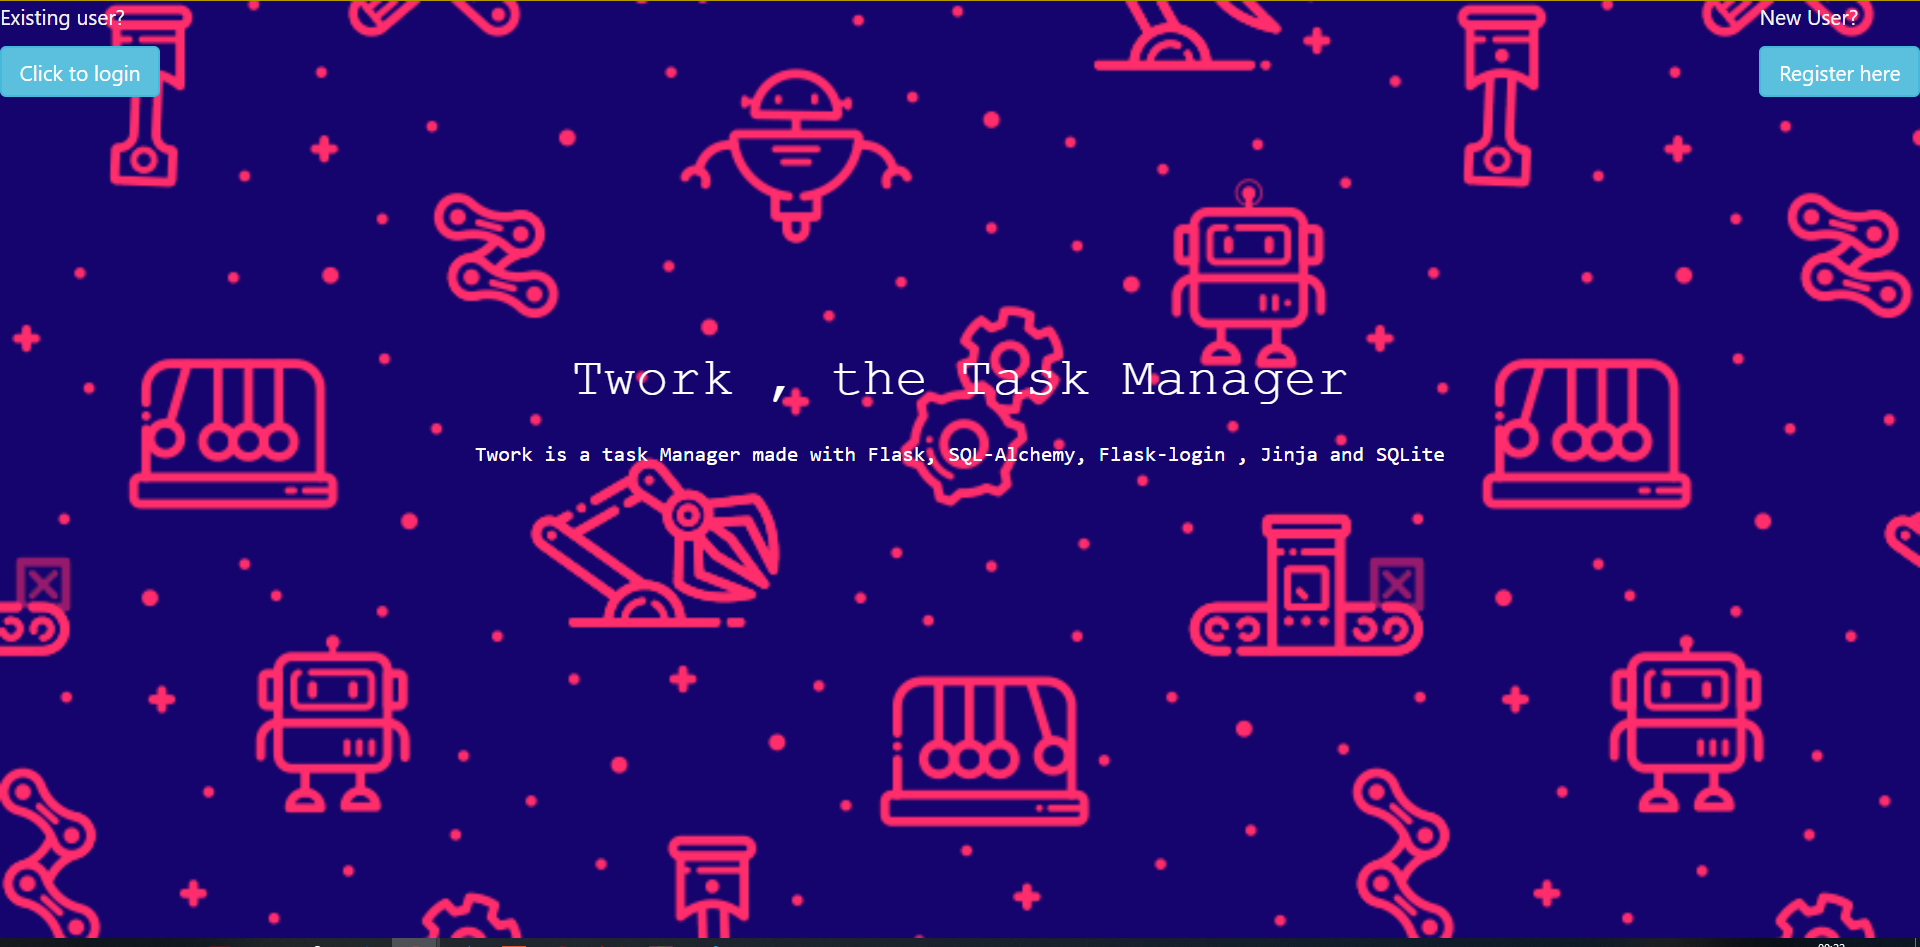 Existing user?
New User?
Click to login
Register here
Twork , the Task Manager
Twork is a task Manager made with Flask, SQL-Alchemy, Flask-login , Jinja and SQLite